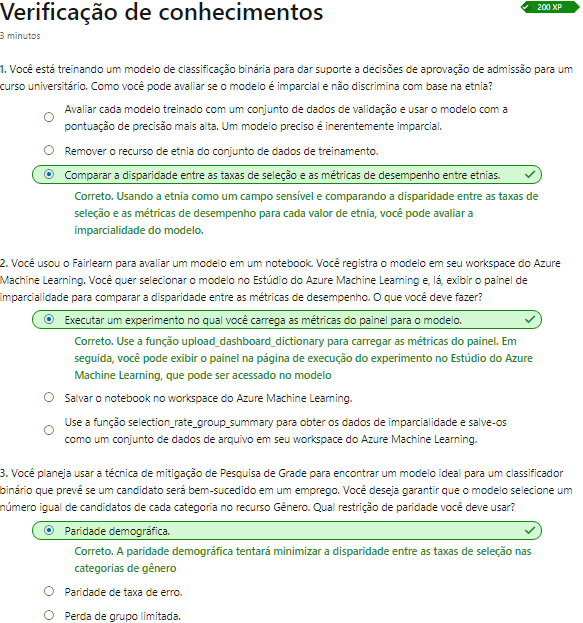 Verificação de conhecimentos
200 XP
3 minutos
1. Você está treinando um modelo de classificação binária para dar suporte a decisões de aprovação de admissão para um
curso universitário. Como você pode avaliar se o modelo é imparcial e não discrimina com base na etnia?
Avaliar cada modelo treinado com um conjunto de dados de validação e usar o modelo com a
pontuação de precisão mais alta. Um modelo preciso é inerentemente imparcial.
Remover o recurso de etnia do conjunto de dados de treinamento.
Comparar a disparidade entre as taxas de seleção e as métricas de desempenho entre etnias.
Correto. Usando a etnia como um campo sensível e comparando a disparidade entre as taxas de
seleção e as métricas de desempenho para cada valor de etnia, você pode avaliar a
imparcialidade do modelo.
2. Você usou o Fairlearn para avaliar um modelo em um notebook. Você registra o modelo em seu workspace do Azure
Machine Learning. Você quer selecionar o modelo no Estúdio do Azure Machine Learning e, lá, exibir o painel de
imparcialidade para comparar a disparidade entre as métricas de desempenho. O que você deve fazer?
Executar um experimento no qual você carrega as métricas do painel para o modelo.
Correto. Use a função upload_dashboard_dictionary para carregar as métricas do painel. Em
seguida, você pode exibir o painel na página de execução do experimento no Estúdio do Azure
Machine Learning, que pode ser acessado no modelo
Salvar o notebook no workspace do Azure Machine Learning.
Use a função selection_rate_group_summary para obter os dados de imparcialidade e salve-os
como um conjunto de dados de arquivo em seu workspace do Azure Machine Learning.
3. Você planeja usar a técnica de mitigação de Pesquisa de Grade para encontrar um modelo ideal para um classificador
binário que prevê se um candidato será bem-sucedido em um emprego. Você deseja garantir que o modelo selecione um
número igual de candidatos de cada categoria no recurso Gênero. Qual restrição de paridade você deve usar?
Paridade demográfica.
Correto. A paridade demográfica tentará minimizar a disparidade entre as taxas de seleção nas
categorias de gênero
Paridade de taxa de erro.
Perda de grupo limitada.